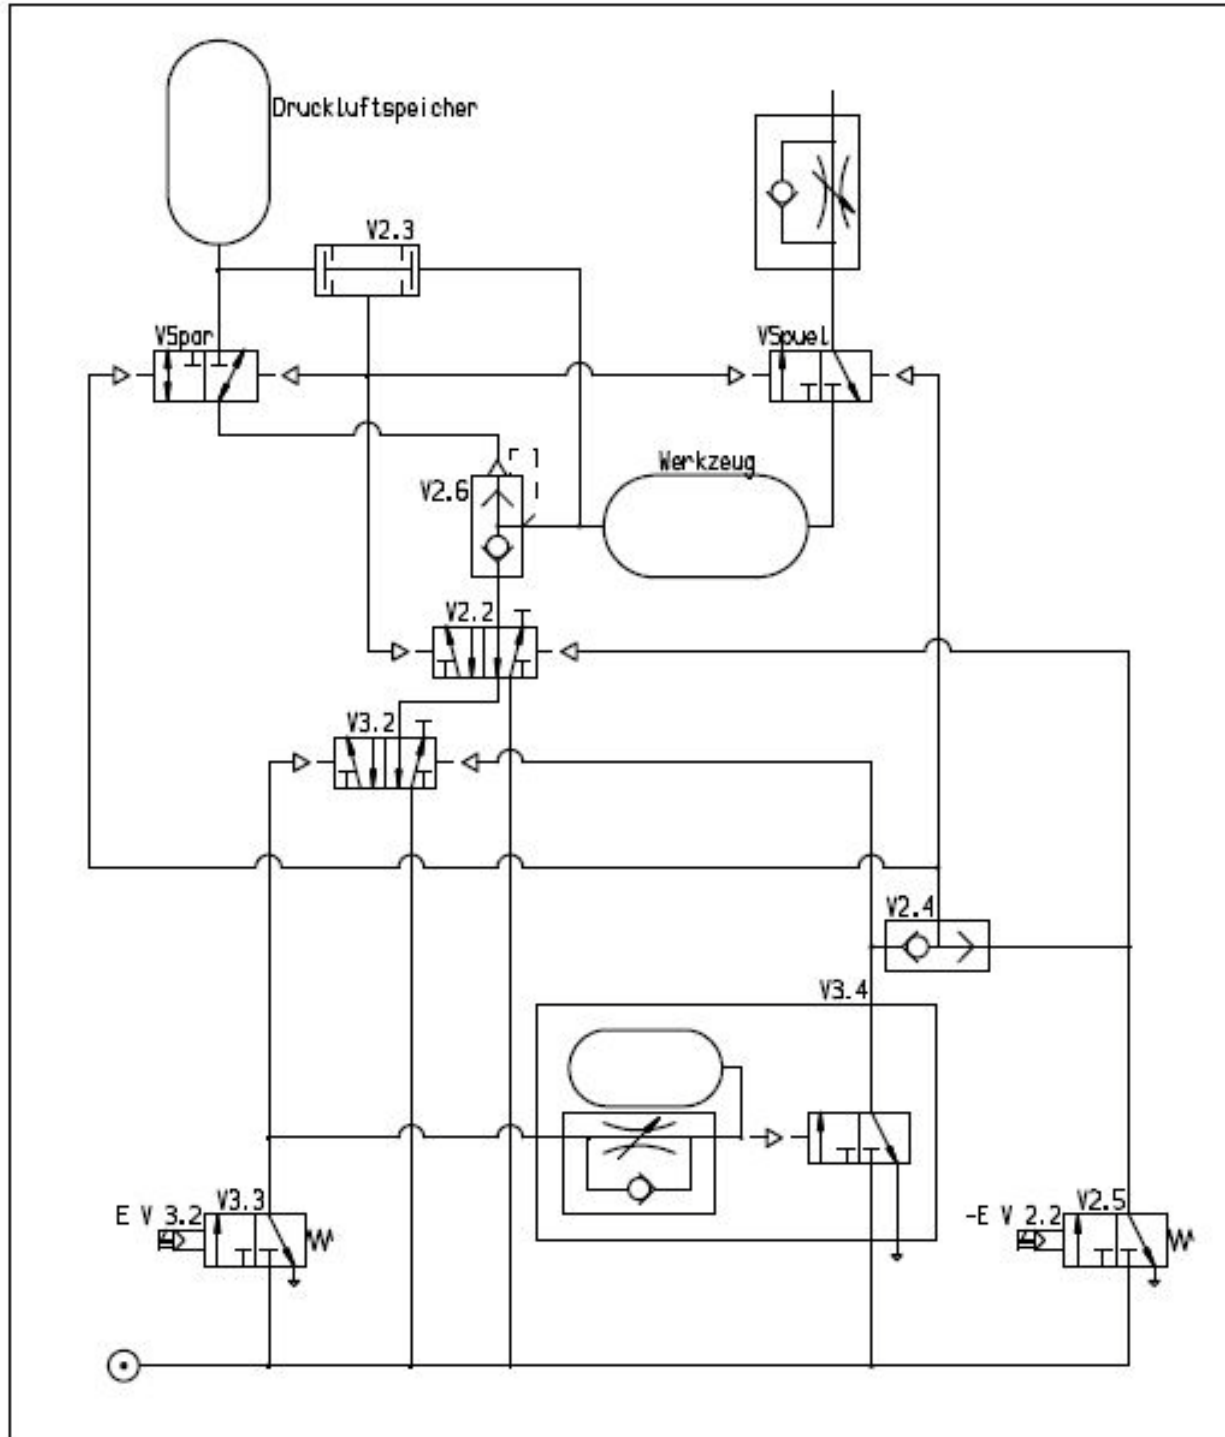 Druckluftspeicher
V2.3
VSpar
VSpuel
Werkzeug
V2.6
V2.2
V3.2
V2.4
V3.4
E V 3.2
V3.3
-E V 2.2
V2.5